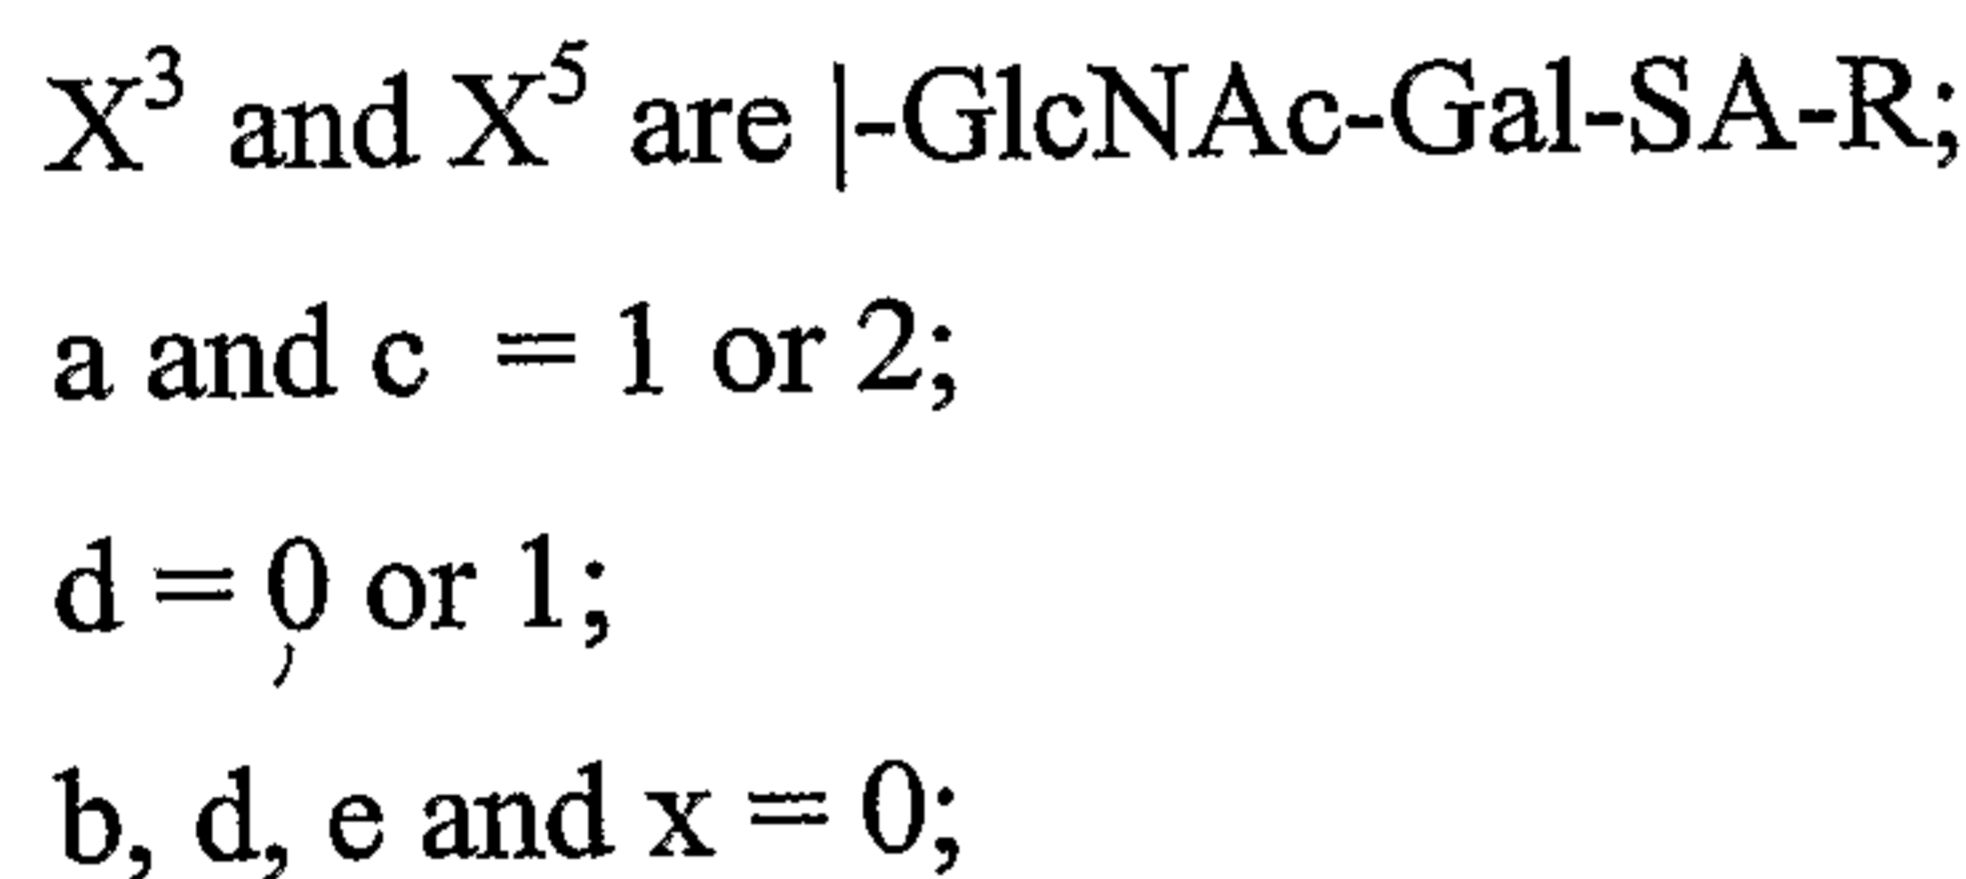 X³ and X⁵ are |-GlcNAc-Gal-SA-R;
a and c = 1 or 2;
d = 0 or 1;
b, d, e and x = 0;